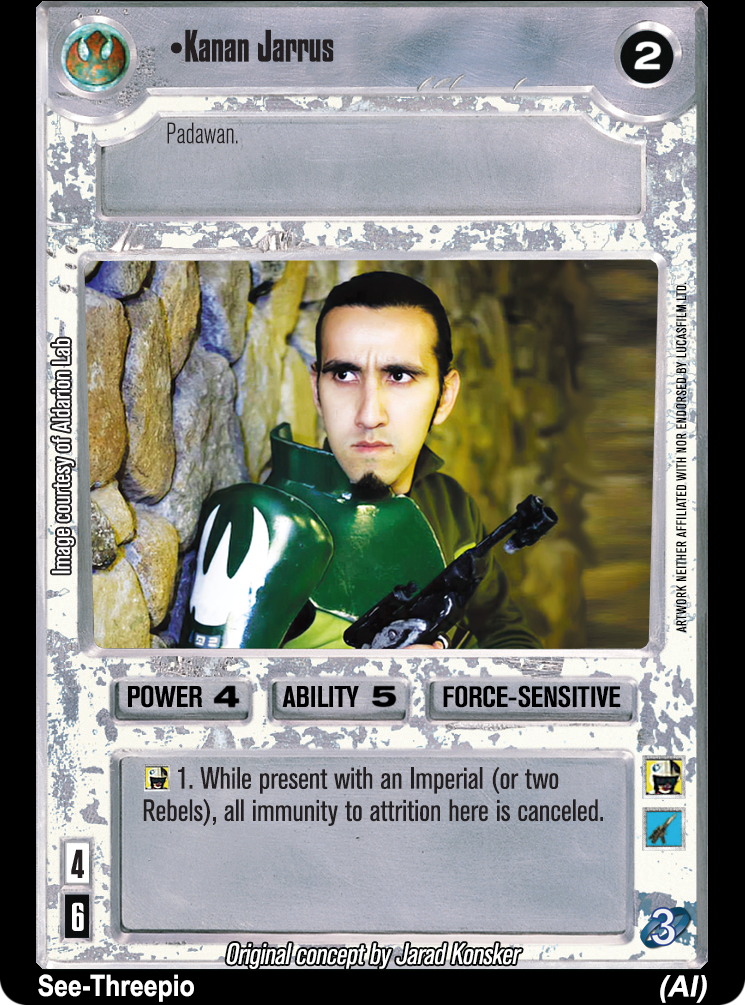 •Kanan Jarrus
2
Padawan.
Image courtesy of Aldarion Lab
ARTWORK NEITHER AFFILIATED WITH NOR ENDORSED BY LUCASFILM LTD.
POWER 4
ABILITY 5
FORCE-SENSITIVE
1. While present with an Imperial (or two
Rebels), all immunity to attrition here is canceled.
4
6
3
Original concept by Jarad Konsker
See-Threepio
(AI)